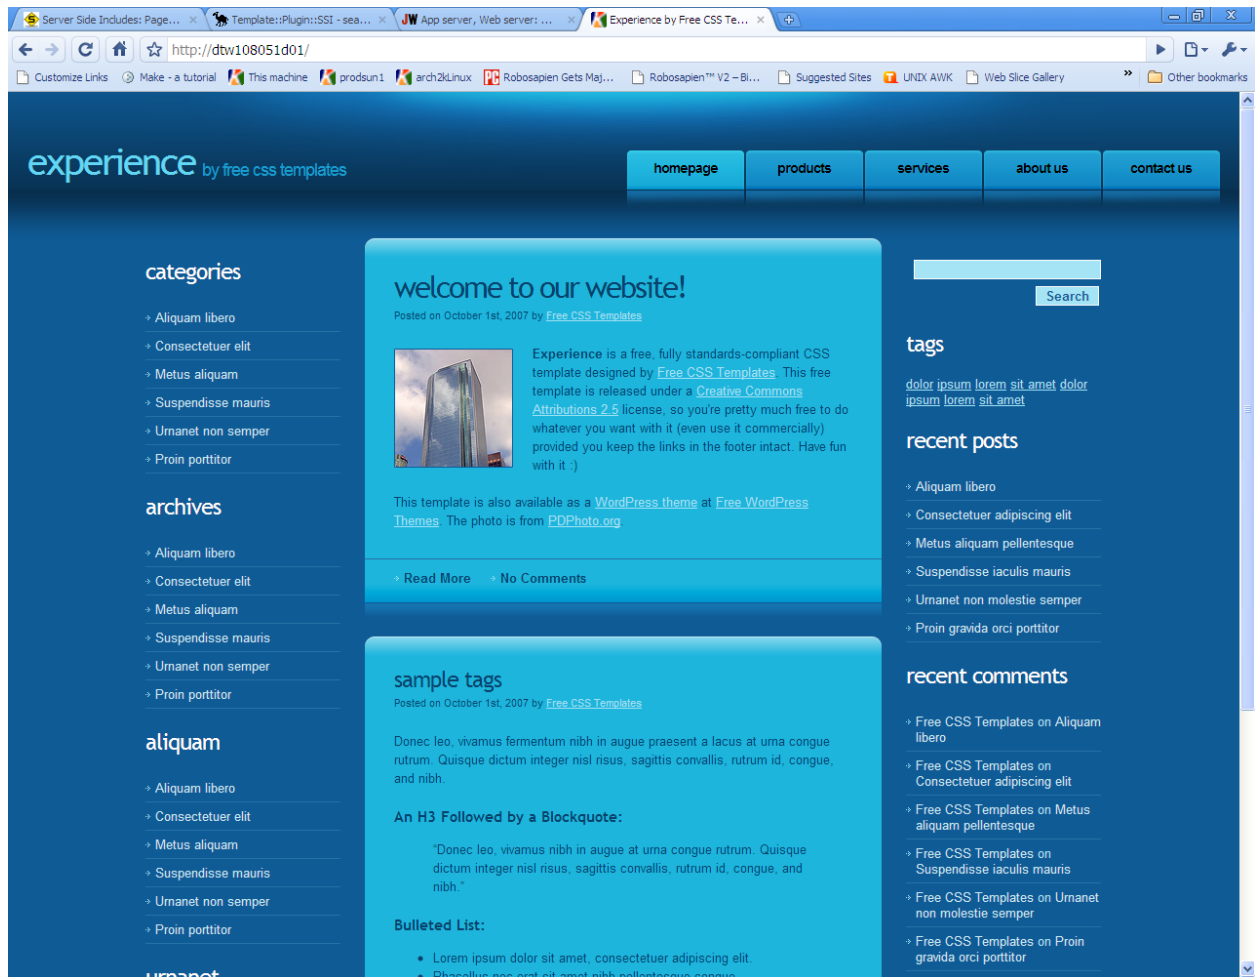 Server Side Includes: Page...
Template::Plugin::SSI - sea...
App server, Web server: ...
Experience by Free CSS Te...
http://dtw108051d01/
Customize Links
Make - a tutorial
This machine
prodsun1
arch2kLinux
Robosapien Gets Maj...
Robosapien™ V2 – Bi...
Suggested Sites
UNIX AWK
Web Slice Gallery
»
Other bookmarks
experience by free css templates
homepage
products
services
about us
contact us
categories
Aliquam libero
Consectetuer elit
Metus aliquam
Suspendisse mauris
Urnanet non semper
Proin porttitor
archives
Aliquam libero
Consectetuer elit
Metus aliquam
Suspendisse mauris
Urnanet non semper
Proin porttitor
aliquam
Aliquam libero
Consectetuer elit
Metus aliquam
Suspendisse mauris
Urnanet non semper
Proin porttitor
urnanet
welcome to our website!
Posted on October 1st, 2007 by Free CSS Templates
Experience is a free, fully standards-compliant CSS
template designed by Free CSS Templates. This free
template is released under a Creative Commons
Attributions 2.5 license, so you're pretty much free to do
whatever you want with it (even use it commercially)
provided you keep the links in the footer intact. Have fun
with it :)
This template is also available as a WordPress theme at Free WordPress
Themes. The photo is from PDPhoto.org.
Read More
No Comments
sample tags
Posted on October 1st, 2007 by Free CSS Templates
Donec leo, vivamus fermentum nibh in augue praesent a lacus at urna congue
rutrum. Quisque dictum integer nisl risus, sagittis convallis, rutrum id, congue,
and nibh.
An H3 Followed by a Blockquote:
“Donec leo, vivamus nibh in augue at urna congue rutrum. Quisque
dictum integer nisl risus, sagittis convallis, rutrum id, congue, and
nibh.”
Bulleted List:
• Lorem ipsum dolor sit amet, consectetuer adipiscing elit.
• Phasellus nec erat sit amet nibh pellentesque congue.
Search
tags
dolor ipsum lorem sit amet dolor
ipsum lorem sit amet
recent posts
Aliquam libero
Consectetuer adipiscing elit
Metus aliquam pellentesque
Suspendisse iaculis mauris
Urnanet non molestie semper
Proin gravida orci porttitor
recent comments
Free CSS Templates on Aliquam
libero
Free CSS Templates on
Consectetuer adipiscing elit
Free CSS Templates on Metus
aliquam pellentesque
Free CSS Templates on
Suspendisse iaculis mauris
Free CSS Templates on Urnanet
non molestie semper
Free CSS Templates on Proin
gravida orci porttitor